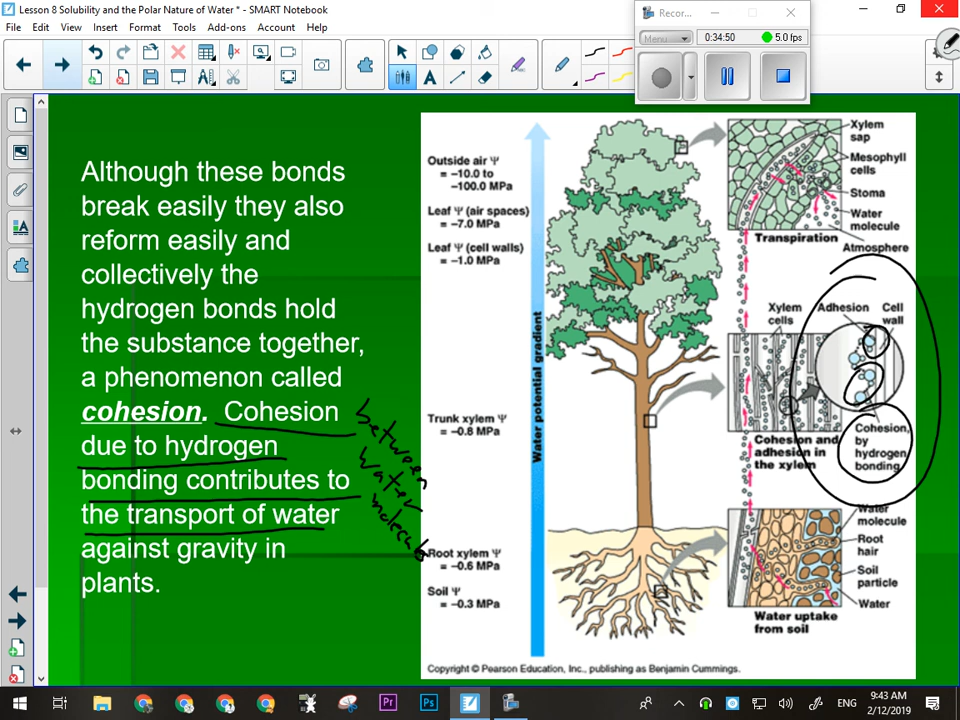 Lesson 8 Solubility and the Polar Nature of Water * - SMART Notebook
File Edit View Insert Format Tools Add-ons Account Help
Recor...
Menu
0:34:50
5.0 fps
Although these bonds
break easily they also
reform easily and
collectively the
hydrogen bonds hold
the substance together,
a phenomenon called
cohesion. Cohesion
due to hydrogen
bonding contributes to
the transport of water
against gravity in
plants.
between
water
Outside air Ψ
= –10.0 to
–100.0 MPa
Leaf Ψ (air spaces)
= –7.0 MPa
Leaf Ψ (cell walls)
= –1.0 MPa
Trunk xylem Ψ
= –0.8 MPa
Root xylem Ψ
= –0.6 MPa
Soil Ψ
= –0.3 MPa
Water potential gradient
Xylem
sap
Mesophyll
cells
Stoma
Water
molecule
Transpiration
Atmosphere
Xylem
cells
Adhesion
Cell
wall
Cohesion and
adhesion in
the xylem
Cohesion,
by
hydrogen
bonding
Water
molecule
Root
hair
Soil
particle
Water
Water uptake
from soil
Copyright © Pearson Education, Inc., publishing as Benjamin Cummings.
Pr
Ps
ENG
9:43 AM
2/12/2019